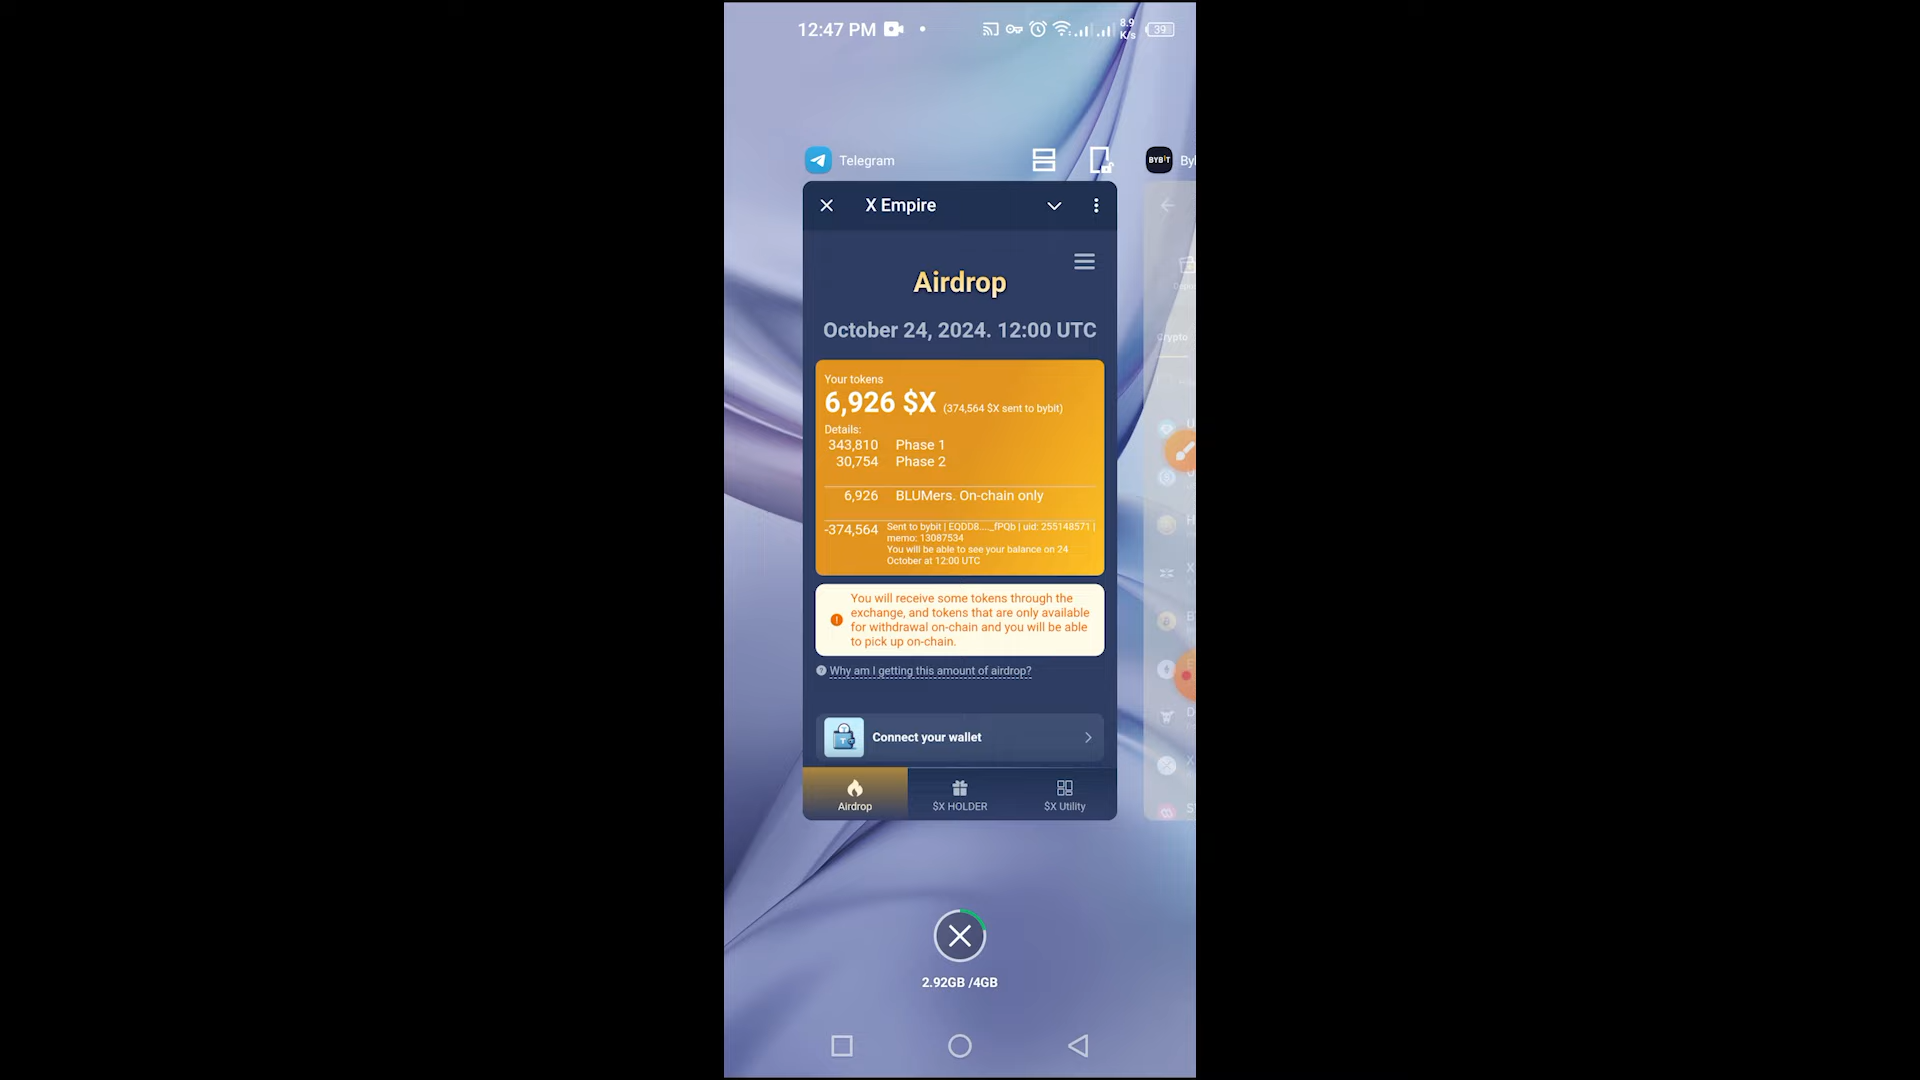 12:47 PM
8.9
K/s
39
Telegram
BYBIT
X Empire
Airdrop
October 24, 2024. 12:00 UTC
Your tokens
6,926 $X (374,564 $X sent to bybit)
Details:
343,810 Phase 1
30,754 Phase 2
6,926 BLUMers. On-chain only
-374,564 Sent to bybit | EQDD8...._fPQb | uid: 255148571 |
memo: 13087534
You will be able to see your balance on 24
October at 12:00 UTC
You will receive some tokens through the
exchange, and tokens that are only available
for withdrawal on-chain and you will be able
to pick up on-chain.
Why am I getting this amount of airdrop?
Connect your wallet
Airdrop
$X HOLDER
$X Utility
Crypto
2.92GB /4GB